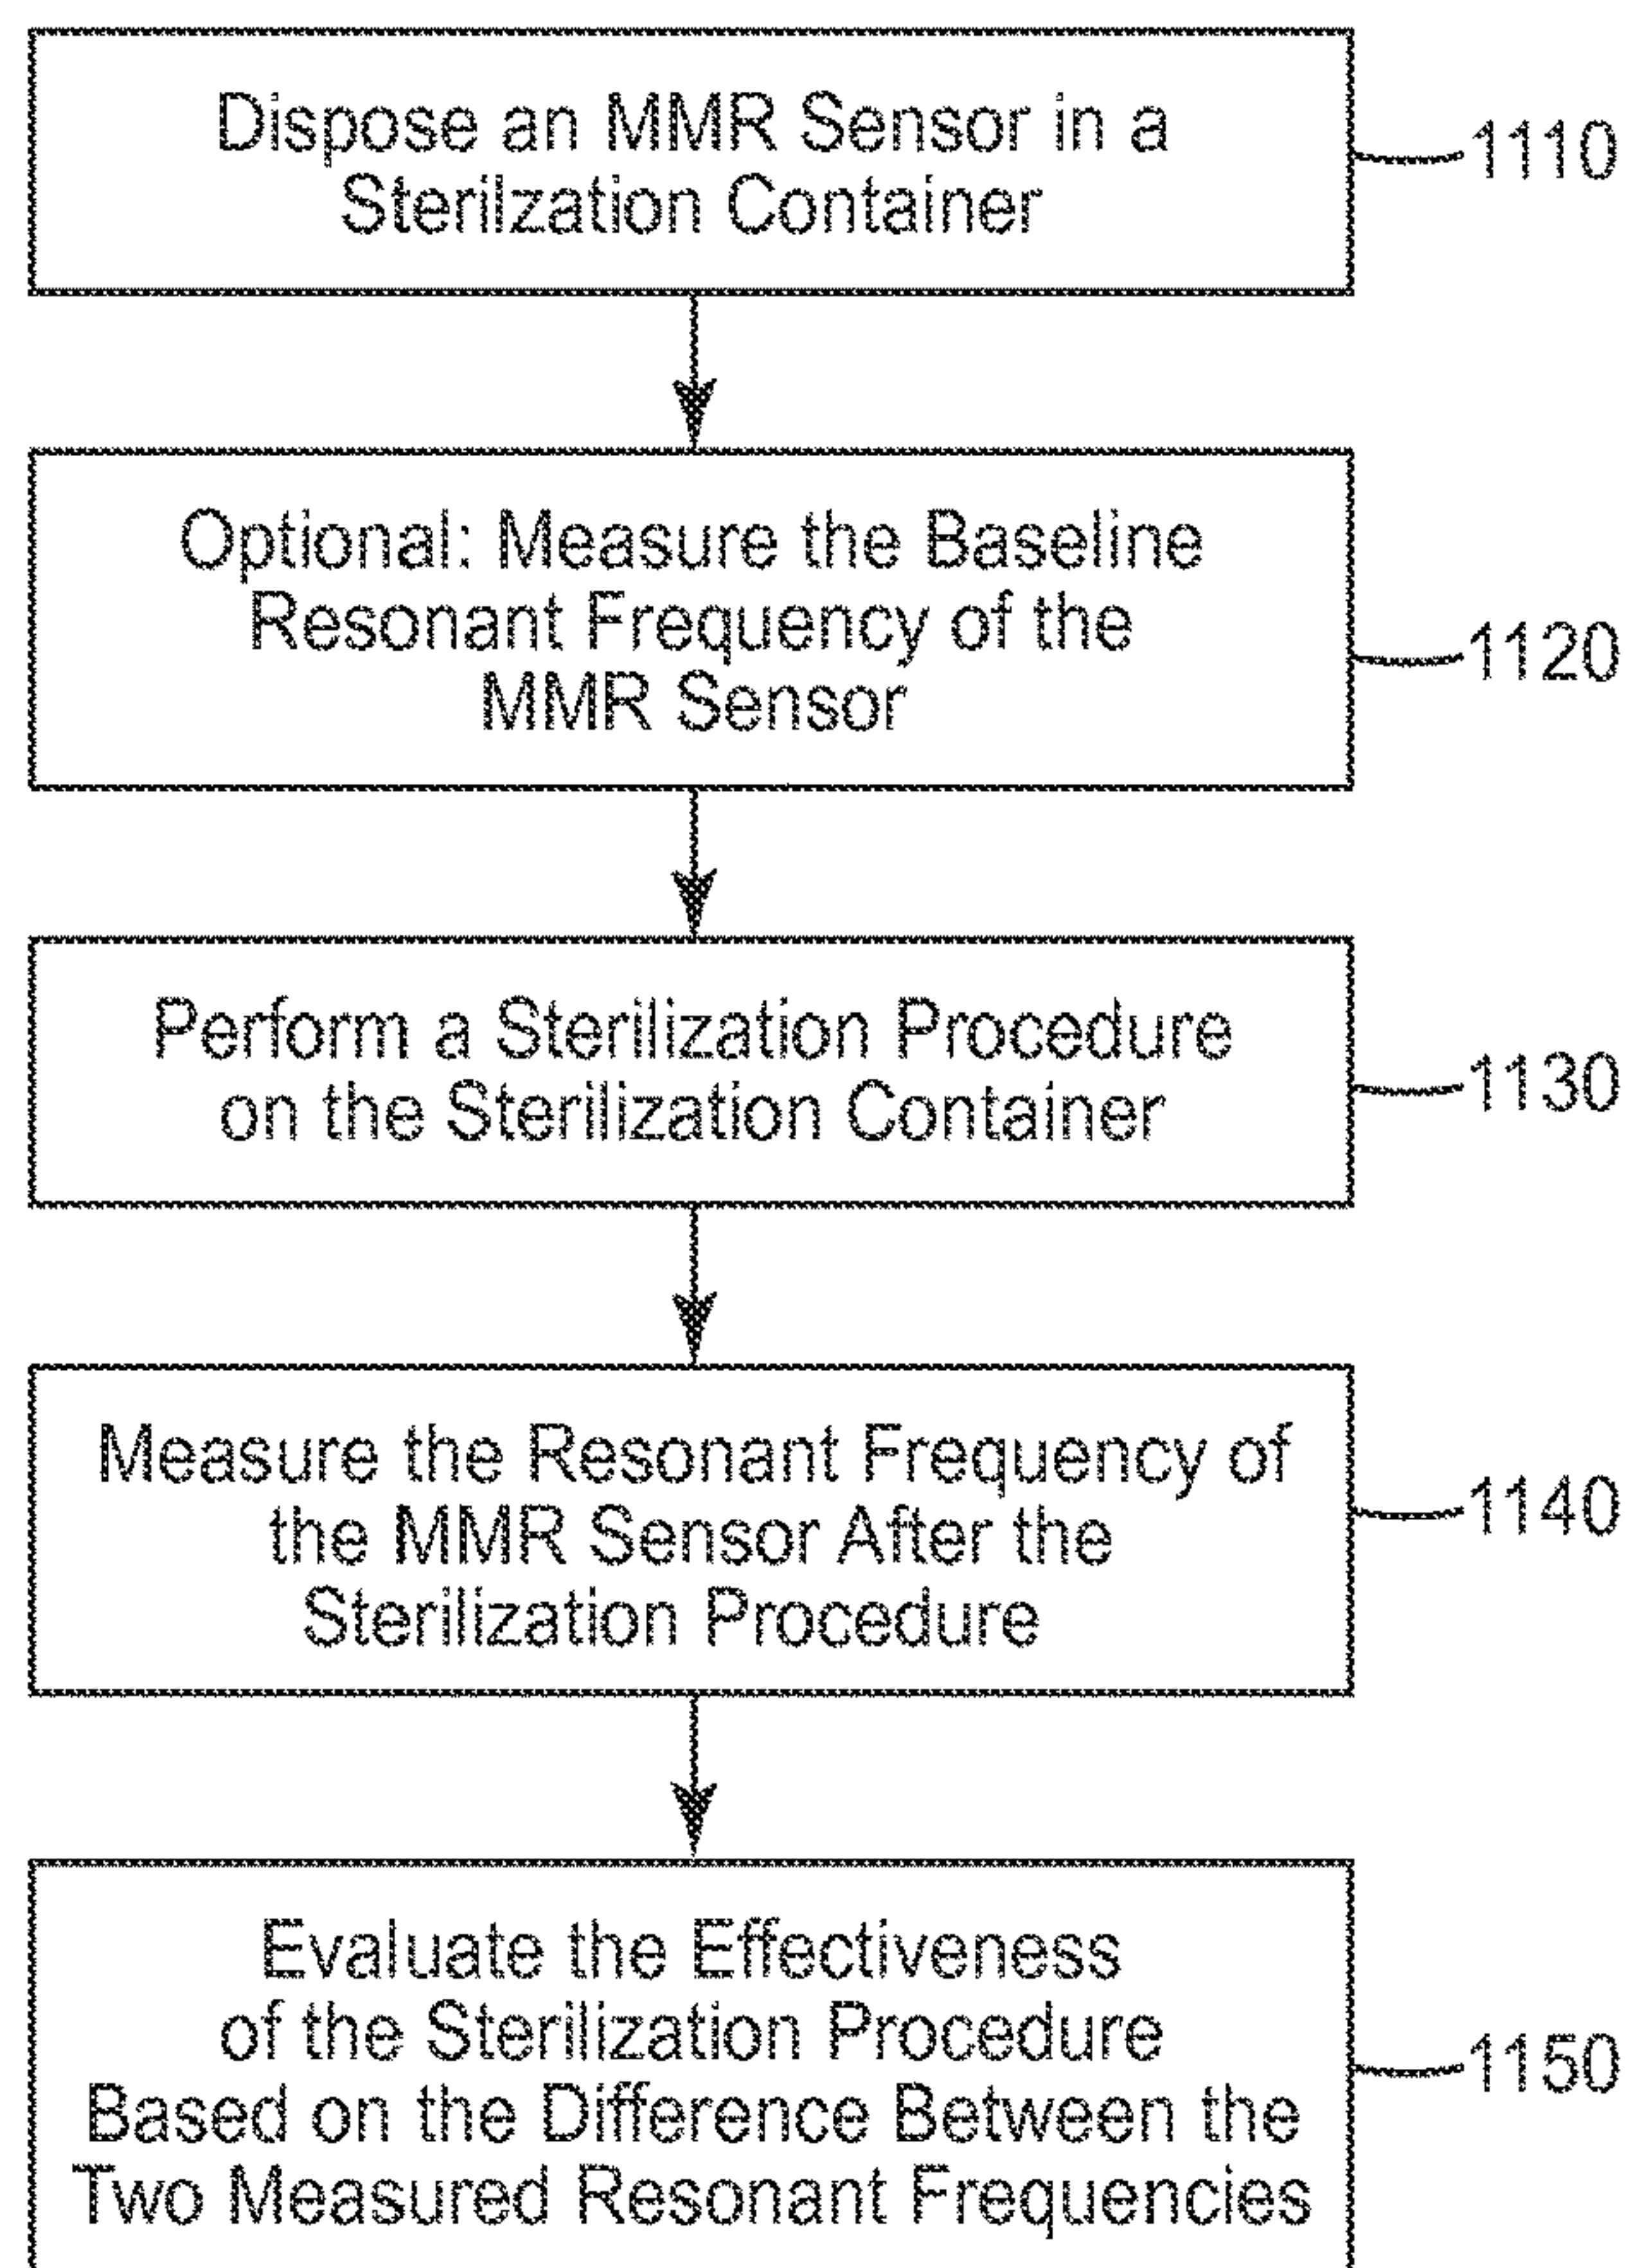 Dispose an MMR Sensor in a
Sterilzation Container
1110
Optional: Measure the Baseline
Resonant Frequency of the
MMR Sensor
1120
Perform a Sterilization Procedure
on the Sterilization Container
1130
Measure the Resonant Frequency of
the MMR Sensor After the
Sterilization Procedure
1140
Evaluate the Effectiveness
of the Sterilization Procedure
Based on the Difference Between the
Two Measured Resonant Frequencies
1150